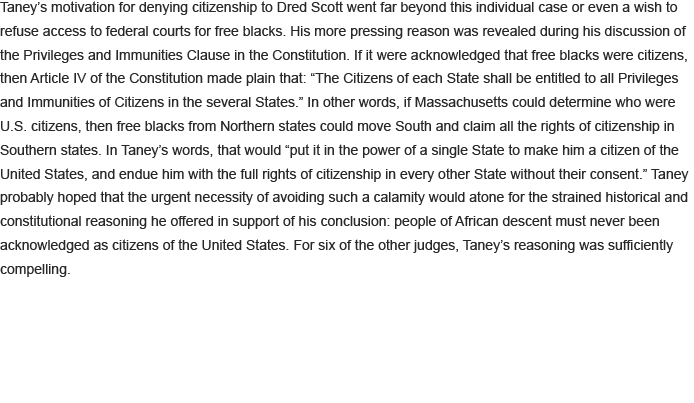 Taney’s motivation for denying citizenship to Dred Scott went far beyond this individual case or even a wish to
refuse access to federal courts for free blacks. His more pressing reason was revealed during his discussion of
the Privileges and Immunities Clause in the Constitution. If it were acknowledged that free blacks were citizens,
then Article IV of the Constitution made plain that: “The Citizens of each State shall be entitled to all Privileges
and Immunities of Citizens in the several States.” In other words, if Massachusetts could determine who were
U.S. citizens, then free blacks from Northern states could move South and claim all the rights of citizenship in
Southern states. In Taney’s words, that would “put it in the power of a single State to make him a citizen of the
United States, and endue him with the full rights of citizenship in every other State without their consent.” Taney
probably hoped that the urgent necessity of avoiding such a calamity would atone for the strained historical and
constitutional reasoning he offered in support of his conclusion: people of African descent must never been
acknowledged as citizens of the United States. For six of the other judges, Taney’s reasoning was sufficiently
compelling.